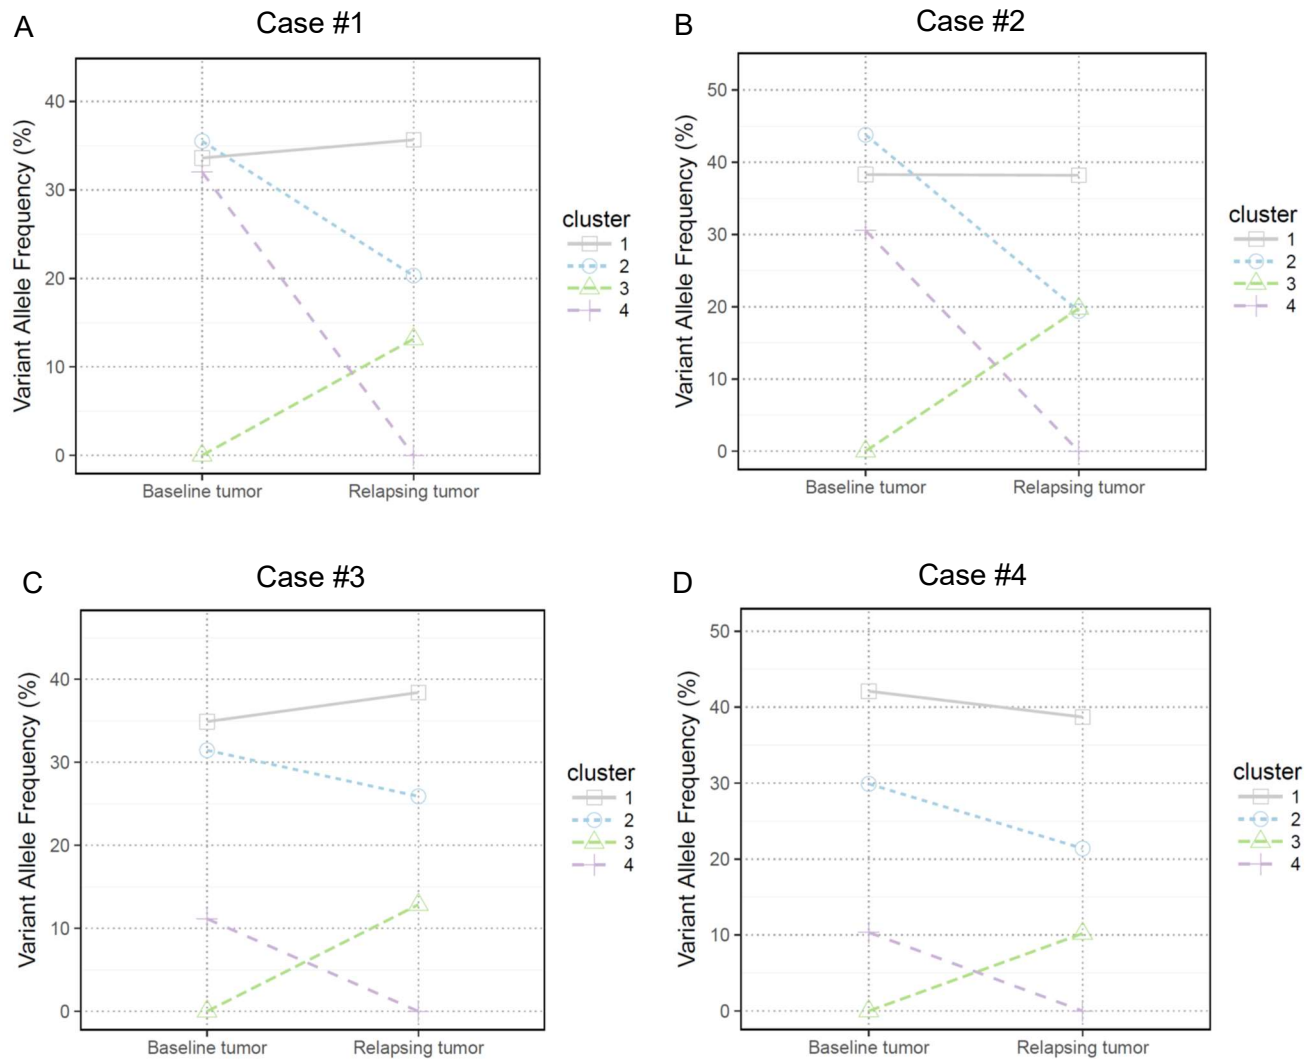 A
Case #1
Variant Allele Frequency (%)
40
30
20
10
0
Baseline tumor
Relapsing tumor
cluster
1
2
3
4
B
Case #2
Variant Allele Frequency (%)
50
40
30
20
10
0
Baseline tumor
Relapsing tumor
cluster
1
2
3
4
C
Case #3
Variant Allele Frequency (%)
40
30
20
10
0
Baseline tumor
Relapsing tumor
cluster
1
2
3
4
D
Case #4
Variant Allele Frequency (%)
50
40
30
20
10
0
Baseline tumor
Relapsing tumor
cluster
1
2
3
4